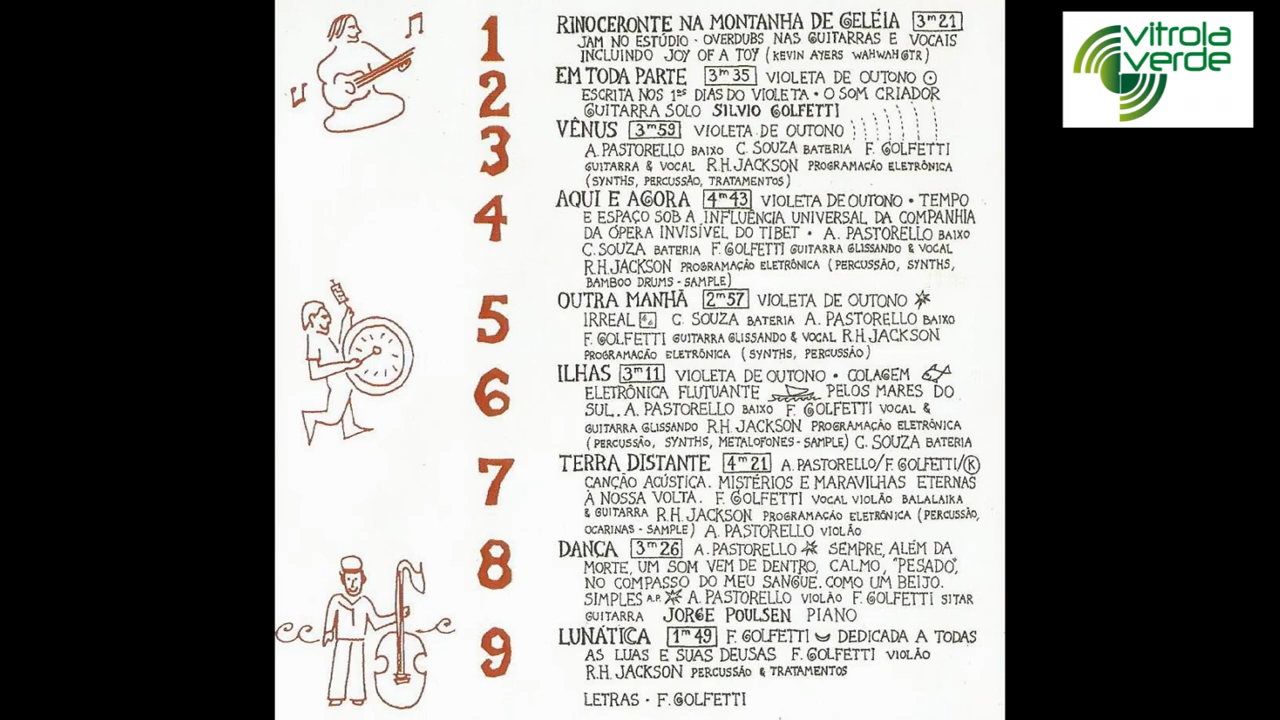 vitrola
verde
1 RINOCERONTE NA MONTANHA DE GELÉIA 3m21
JAM NO ESTÚDIO · OVERDUBS NAS GUITARRAS E VOCAIS
INCLUINDO JOY OF A TOY (KEVIN AYERS WAHWAH GTR)
2 EM TODA PARTE 3m35 VIOLETA DE OUTONO
ESCRITA NOS 1os DIAS DO VIOLETA · O SOM CRIADOR
GUITARRA SOLO SILVIO GOLFETTI
3 VÊNUS 3m59 VIOLETA DE OUTONO
A. PASTORELLO BAIXO C. SOUZA BATERIA F. GOLFETTI
GUITARRA & VOCAL R.H. JACKSON PROGRAMAÇÃO ELETRÔNICA
(SYNTHS, PERCUSSÃO, TRATAMENTOS)
4 AQUI E AGORA 4m43 VIOLETA DE OUTONO · TEMPO
E ESPAÇO SOB A INFLUÊNCIA UNIVERSAL DA COMPANHIA
DA ÓPERA INVISÍVEL DO TIBET · A. PASTORELLO BAIXO
C. SOUZA BATERIA F. GOLFETTI GUITARRA GLISSANDO & VOCAL
R.H. JACKSON PROGRAMAÇÃO ELETRÔNICA (PERCUSSÃO, SYNTHS,
BAMBOO DRUMS - SAMPLE)
5 OUTRA MANHÃ 2m57 VIOLETA DE OUTONO
IRREAL C. SOUZA BATERIA A. PASTORELLO BAIXO
F. GOLFETTI GUITARRA GLISSANDO & VOCAL R.H. JACKSON
PROGRAMAÇÃO ELETRÔNICA (SYNTHS, PERCUSSÃO)
6 ILHAS 3m11 VIOLETA DE OUTONO · COLAGEM
ELETRÔNICA FLUTUANTE PELOS MARES DO
SUL. A. PASTORELLO BAIXO F. GOLFETTI VOCAL &
GUITARRA GLISSANDO R.H. JACKSON PROGRAMAÇÃO ELETRÔNICA
(PERCUSSÃO, SYNTHS, METALOFONES - SAMPLE) C. SOUZA BATERIA
7 TERRA DISTANTE 4m21 A. PASTORELLO/F. GOLFETTI/K
CANÇÃO ACÚSTICA. MISTÉRIOS E MARAVILHAS ETERNAS
À NOSSA VOLTA. F. GOLFETTI VOCAL VIOLÃO BALALAIKA
& GUITARRA R.H. JACKSON PROGRAMAÇÃO ELETRÔNICA (PERCUSSÃO,
OCARINAS - SAMPLE) A. PASTORELLO VIOLÃO
8 DANÇA 3m26 A. PASTORELLO SEMPRE, ALÉM DA
MORTE, UM SOM VEM DE DENTRO, CALMO, "PESADO",
NO COMPASSO DO MEU SANGUE. COMO UM BEIJO.
SIMPLES A.P. A. PASTORELLO VIOLÃO F. GOLFETTI SITAR
GUITARRA JORGE POULSEN PIANO
9 LUNÁTICA 1m49 F. GOLFETTI DEDICADA A TODAS
AS LUAS E SUAS DEUSAS F. GOLFETTI VIOLÃO
R.H. JACKSON PERCUSSÃO & TRATAMENTOS
LETRAS · F. GOLFETTI